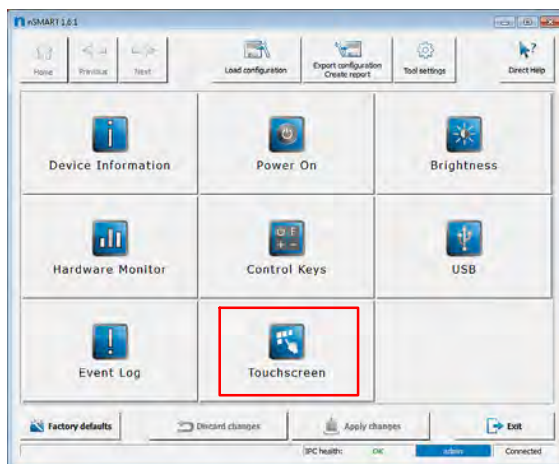 nSMART 1.6.1
Home
Previous
Next
Load configuration
Export configuration
Create report
Tool settings
Direct Help
Device Information
Power On
Brightness
Hardware Monitor
Control Keys
USB
Event Log
Touchscreen
Factory defaults
Discard changes
Apply changes
Exit
IPC health:
OK
admin
Connected